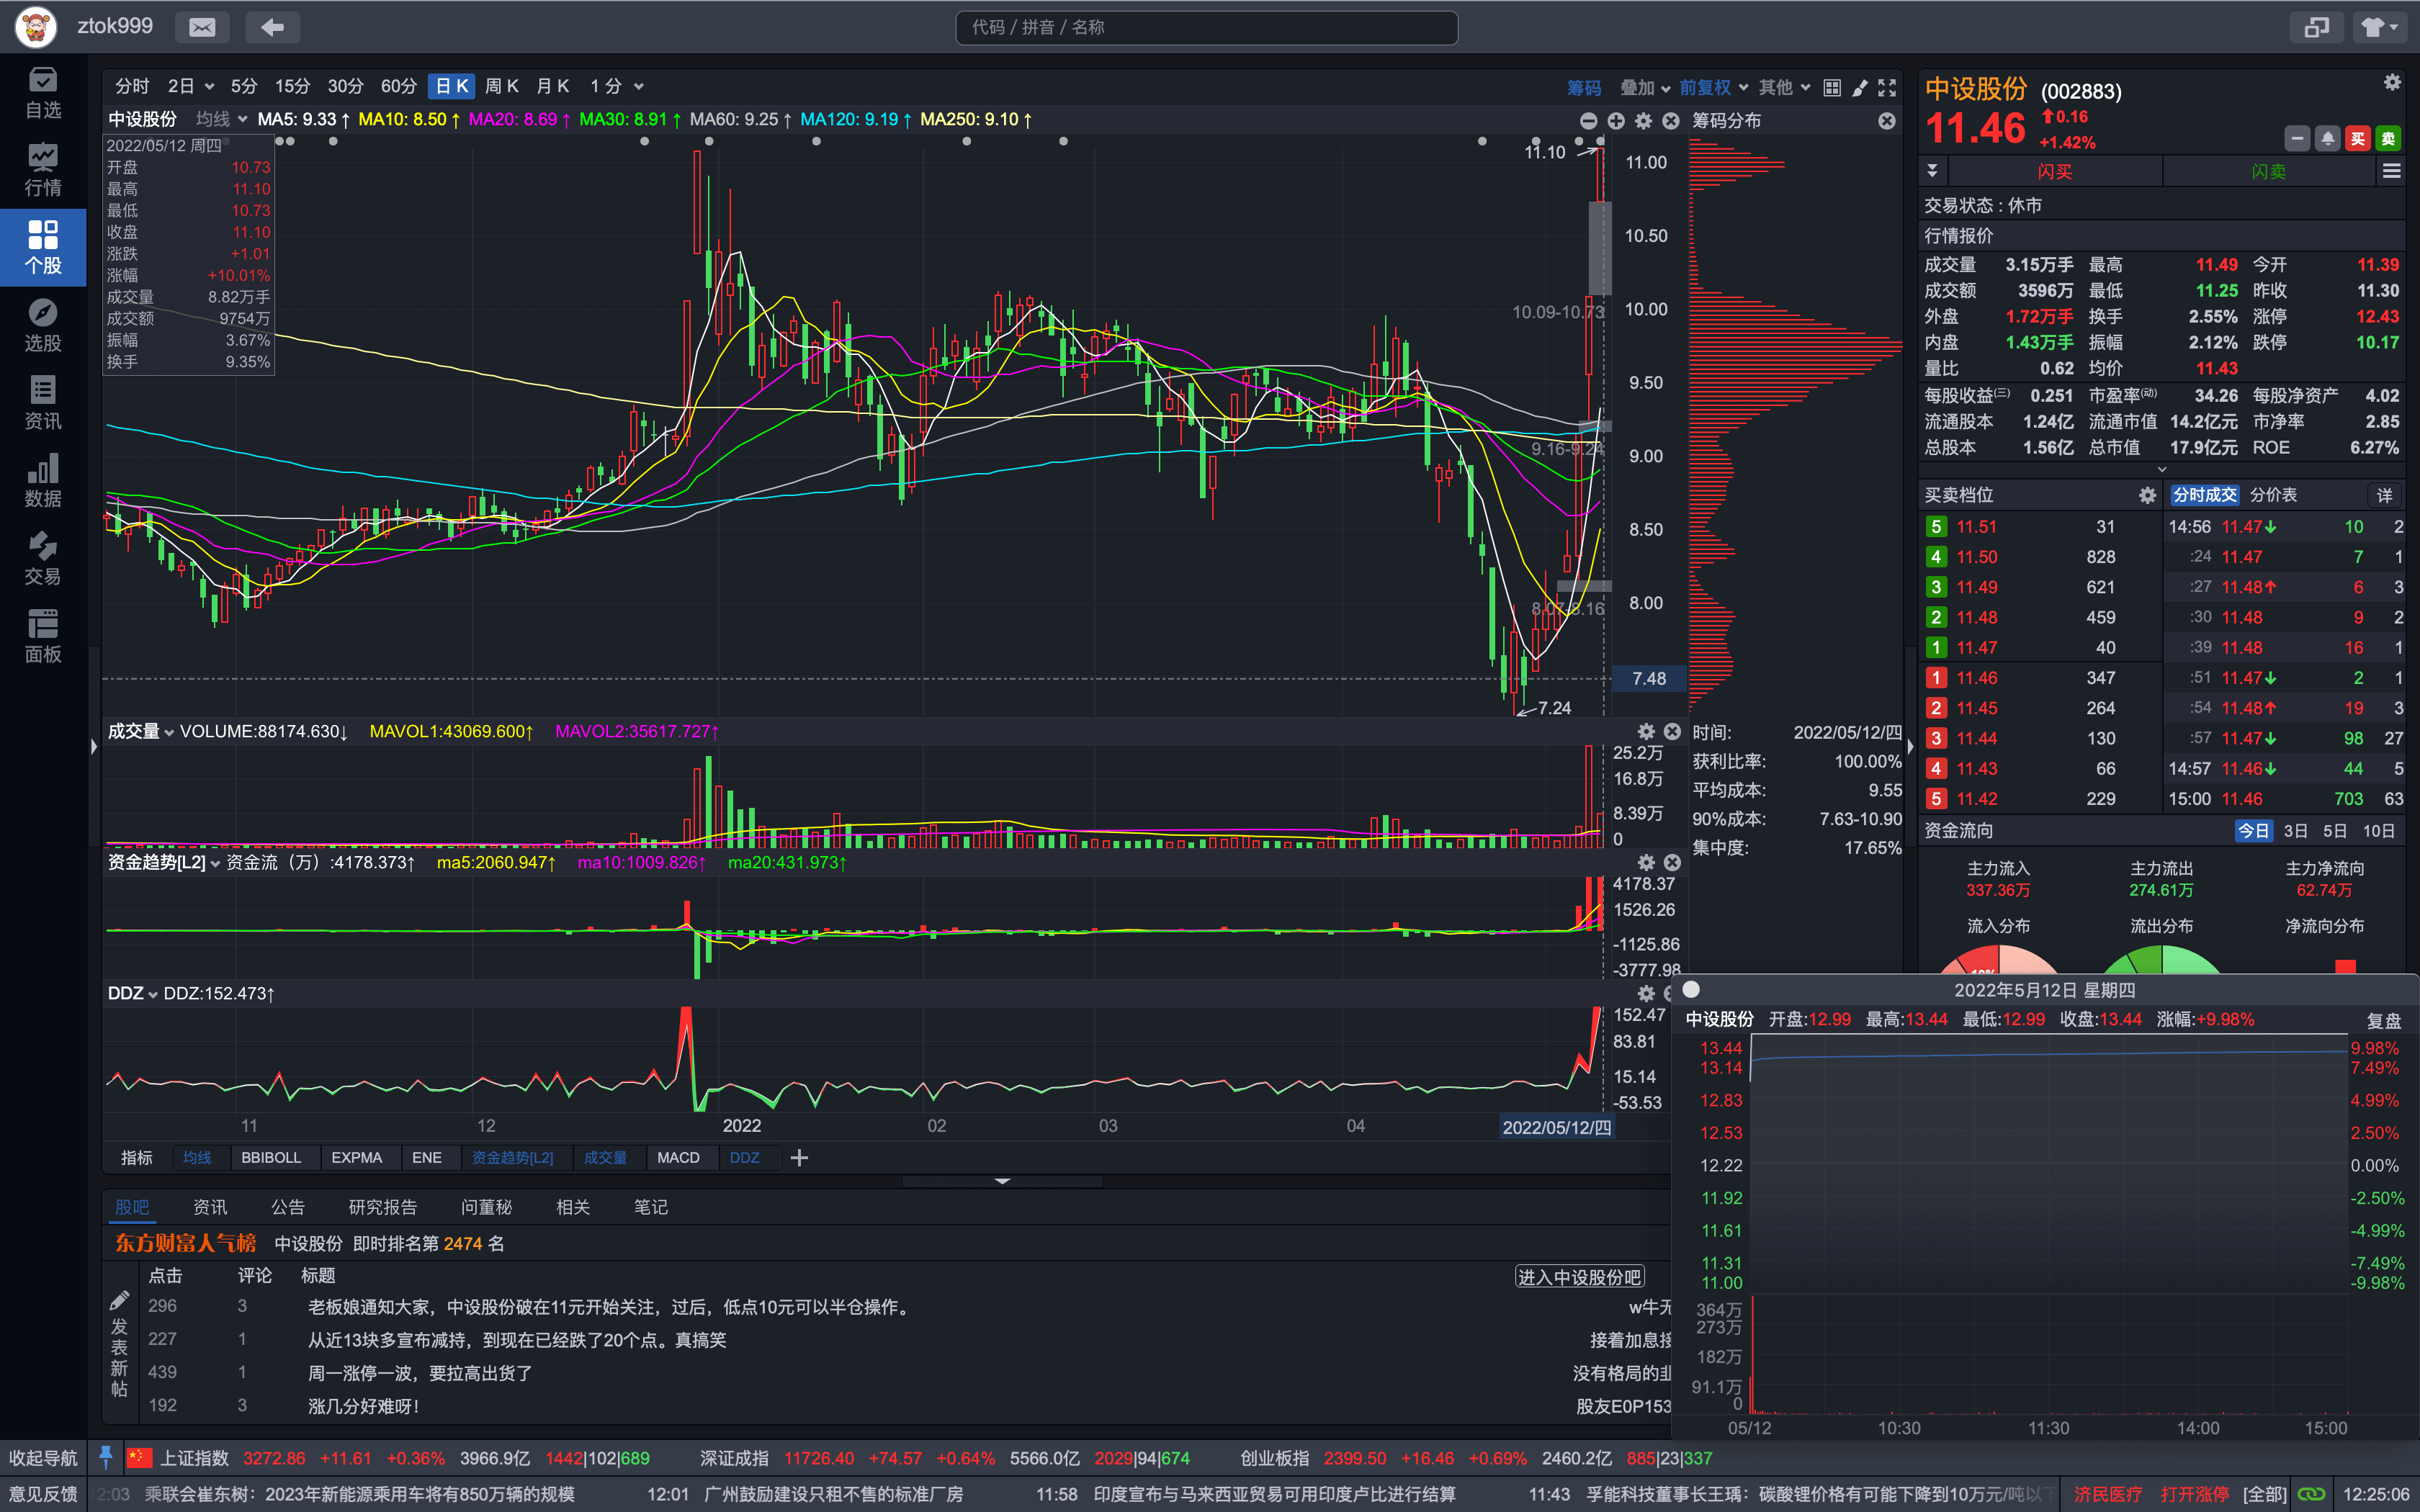 ztok999
代码 / 拼音 / 名称
自选
行情
个股
选股
资讯
数据
交易
面板
分时 2日 5分 15分 30分 60分 日K 周K 月K 1分 筹码 叠加 前复权 其他
中设股份 均线 MA5: 9.33↑ MA10: 8.50↑ MA20: 8.69↑ MA30: 8.91↑ MA60: 9.25↑ MA120: 9.19↑ MA250: 9.10↑ 筹码分布
2022/05/12 周四
开盘 10.73
最高 11.10
最低 10.73
收盘 11.10
涨跌 +1.01
涨幅 +10.01%
成交量 8.82万手
成交额 9754万
振幅 3.67%
换手 9.35%
11.10
10.09-10.73
9.16-9.24
8.07-8.16
7.24
11.00
10.50
10.00
9.50
9.00
8.50
8.00
7.48
成交量 VOLUME:88174.630↓ MAVOL1:43069.600↑ MAVOL2:35617.727↑
25.2万
16.8万
8.39万
0
时间: 2022/05/12/四
获利比率: 100.00%
平均成本: 9.55
90%成本: 7.63-10.90
集中度: 17.65%
资金趋势[L2] 资金流（万）:4178.373↑ ma5:2060.947↑ ma10:1009.826↑ ma20:431.973↑
4178.37
1526.26
-1125.86
-3777.98
DDZ DDZ:152.473↑
152.47
83.81
15.14
-53.53
11 12 2022 02 03 04 2022/05/12/四
指标 均线 BBIBOLL EXPMA ENE 资金趋势[L2] 成交量 MACD DDZ
股吧 资讯 公告 研究报告 问董秘 相关 笔记
东方财富人气榜 中设股份 即时排名第 2474 名
点击 评论 标题 进入中设股份吧
发表新帖
296 3 老板娘通知大家，中设股份破在11元开始关注，过后，低点10元可以半仓操作。 w牛无
227 1 从近13块多宣布减持，到现在已经跌了20个点。真搞笑 接着加息接
439 1 周一涨停一波，要拉高出货了 没有格局的韭
192 3 涨几分好难呀！ 股友E0P153
中设股份 (002883)
11.46 0.16 +1.42%
买 卖
闪买 闪卖
交易状态 : 休市
行情报价
成交量 3.15万手 最高 11.49 今开 11.39
成交额 3596万 最低 11.25 昨收 11.30
外盘 1.72万手 换手 2.55% 涨停 12.43
内盘 1.43万手 振幅 2.12% 跌停 10.17
量比 0.62 均价 11.43
每股收益(三) 0.251 市盈率(动) 34.26 每股净资产 4.02
流通股本 1.24亿 流通市值 14.2亿元 市净率 2.85
总股本 1.56亿 总市值 17.9亿元 ROE 6.27%
买卖档位 分时成交 分价表 详
5 11.51 31 14:56 11.47↓ 10 2
4 11.50 828 :24 11.47 7 1
3 11.49 621 :27 11.48↑ 6 3
2 11.48 459 :30 11.48 9 2
1 11.47 40 :39 11.48 16 1
1 11.46 347 :51 11.47↓ 2 1
2 11.45 264 :54 11.48↑ 19 3
3 11.44 130 :57 11.47↓ 98 27
4 11.43 66 14:57 11.46↓ 44 5
5 11.42 229 15:00 11.46 703 63
资金流向 今日 3日 5日 10日
主力流入 主力流出 主力净流向
337.36万 274.61万 62.74万
流入分布 流出分布 净流向分布
2022年5月12日 星期四
中设股份 开盘:12.99 最高:13.44 最低:12.99 收盘:13.44 涨幅:+9.98% 复盘
13.44 9.98%
13.14 7.49%
12.83 4.99%
12.53 2.50%
12.22 0.00%
11.92 -2.50%
11.61 -4.99%
11.31 -7.49%
11.00 -9.98%
364万
273万
182万
91.1万
0
05/12 10:30 11:30 14:00 15:00
收起导航 上证指数 3272.86 +11.61 +0.36% 3966.9亿 1442|102|689 深证成指 11726.40 +74.57 +0.64% 5566.0亿 2029|94|674 创业板指 2399.50 +16.46 +0.69% 2460.2亿 885|23|337
意见反馈 12:03 乘联会崔东树：2023年新能源乘用车将有850万辆的规模 12:01 广州鼓励建设只租不售的标准厂房 11:58 印度宣布与马来西亚贸易可用印度卢比进行结算 11:43 孚能科技董事长王瑀：碳酸锂价格有可能下降到10万元/吨以下 济民医疗 打开涨停 [全部] 12:25:06